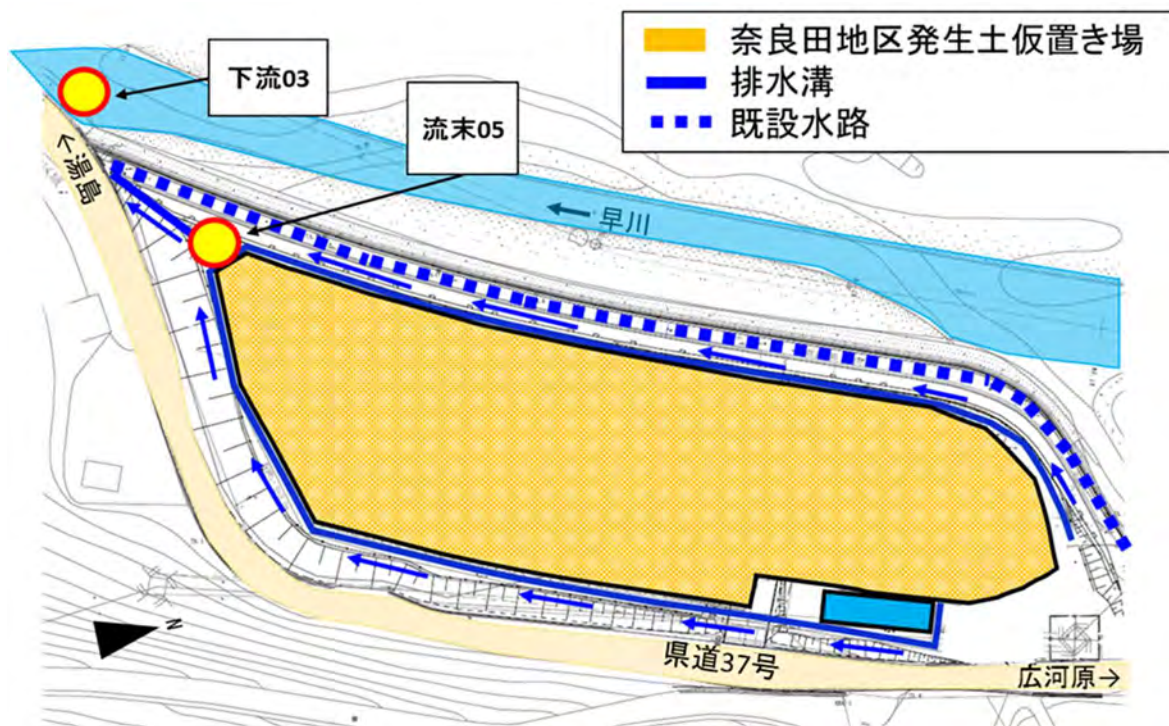 奈良田地区発生土仮置き場
排水溝
既設水路
下流03
流末05
←湯島
←早川
県道37号
広河原→
N